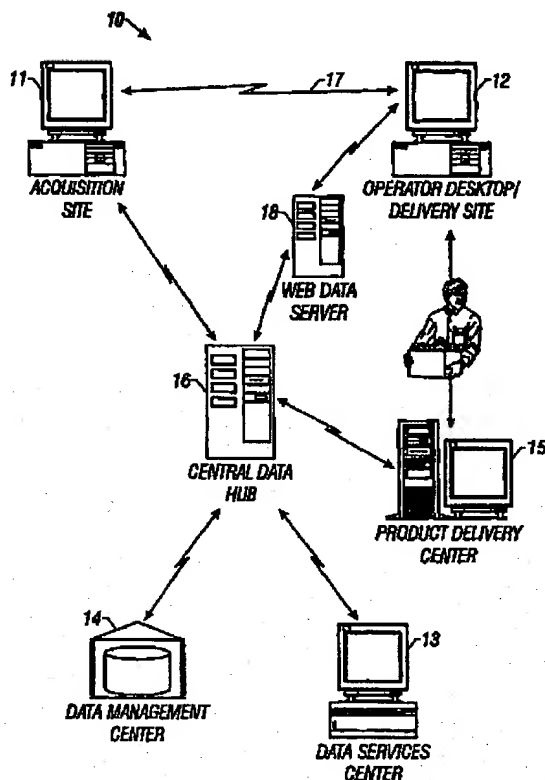 10
11
17
12
ACQUISITION
SITE
OPERATOR DESKTOP/
DELIVERY SITE
18
WEB DATA
SERVER
16
CENTRAL DATA
HUB
15
PRODUCT DELIVERY
CENTER
14
13
DATA MANAGEMENT
CENTER
DATA SERVICES
CENTER